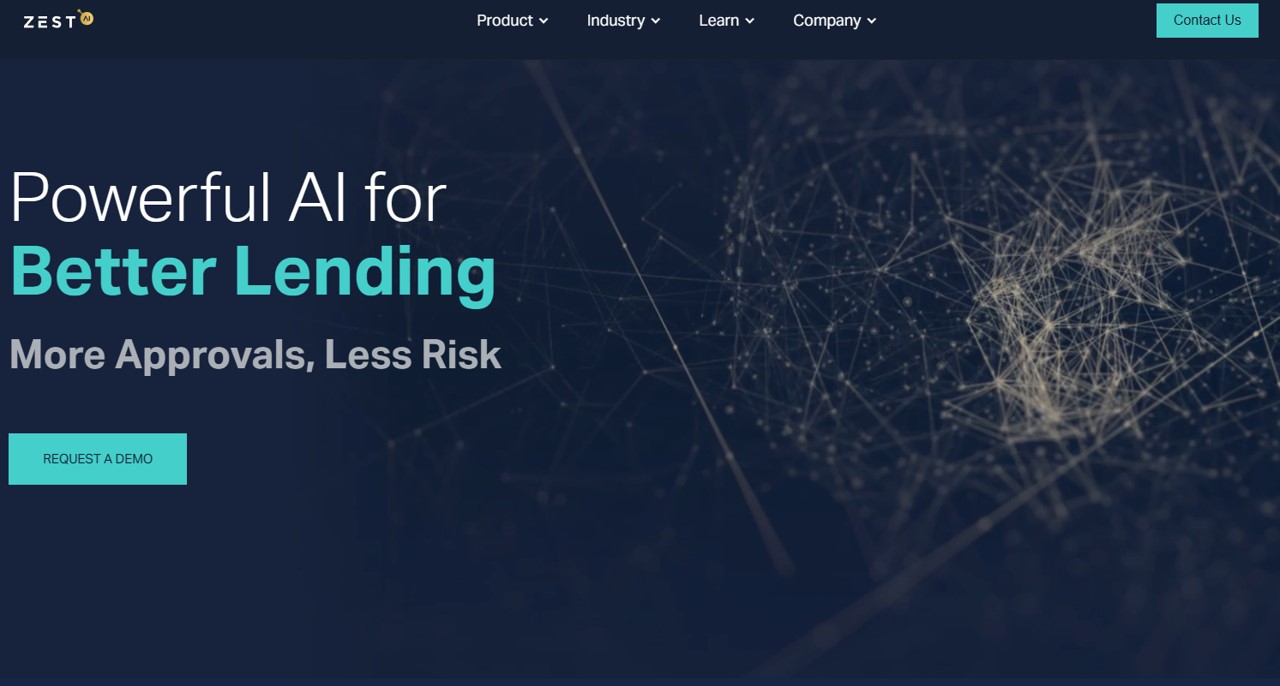 ZEST AI
Product
Industry
Learn
Company
Contact Us
Powerful AI for
Better Lending
More Approvals, Less Risk
REQUEST A DEMO